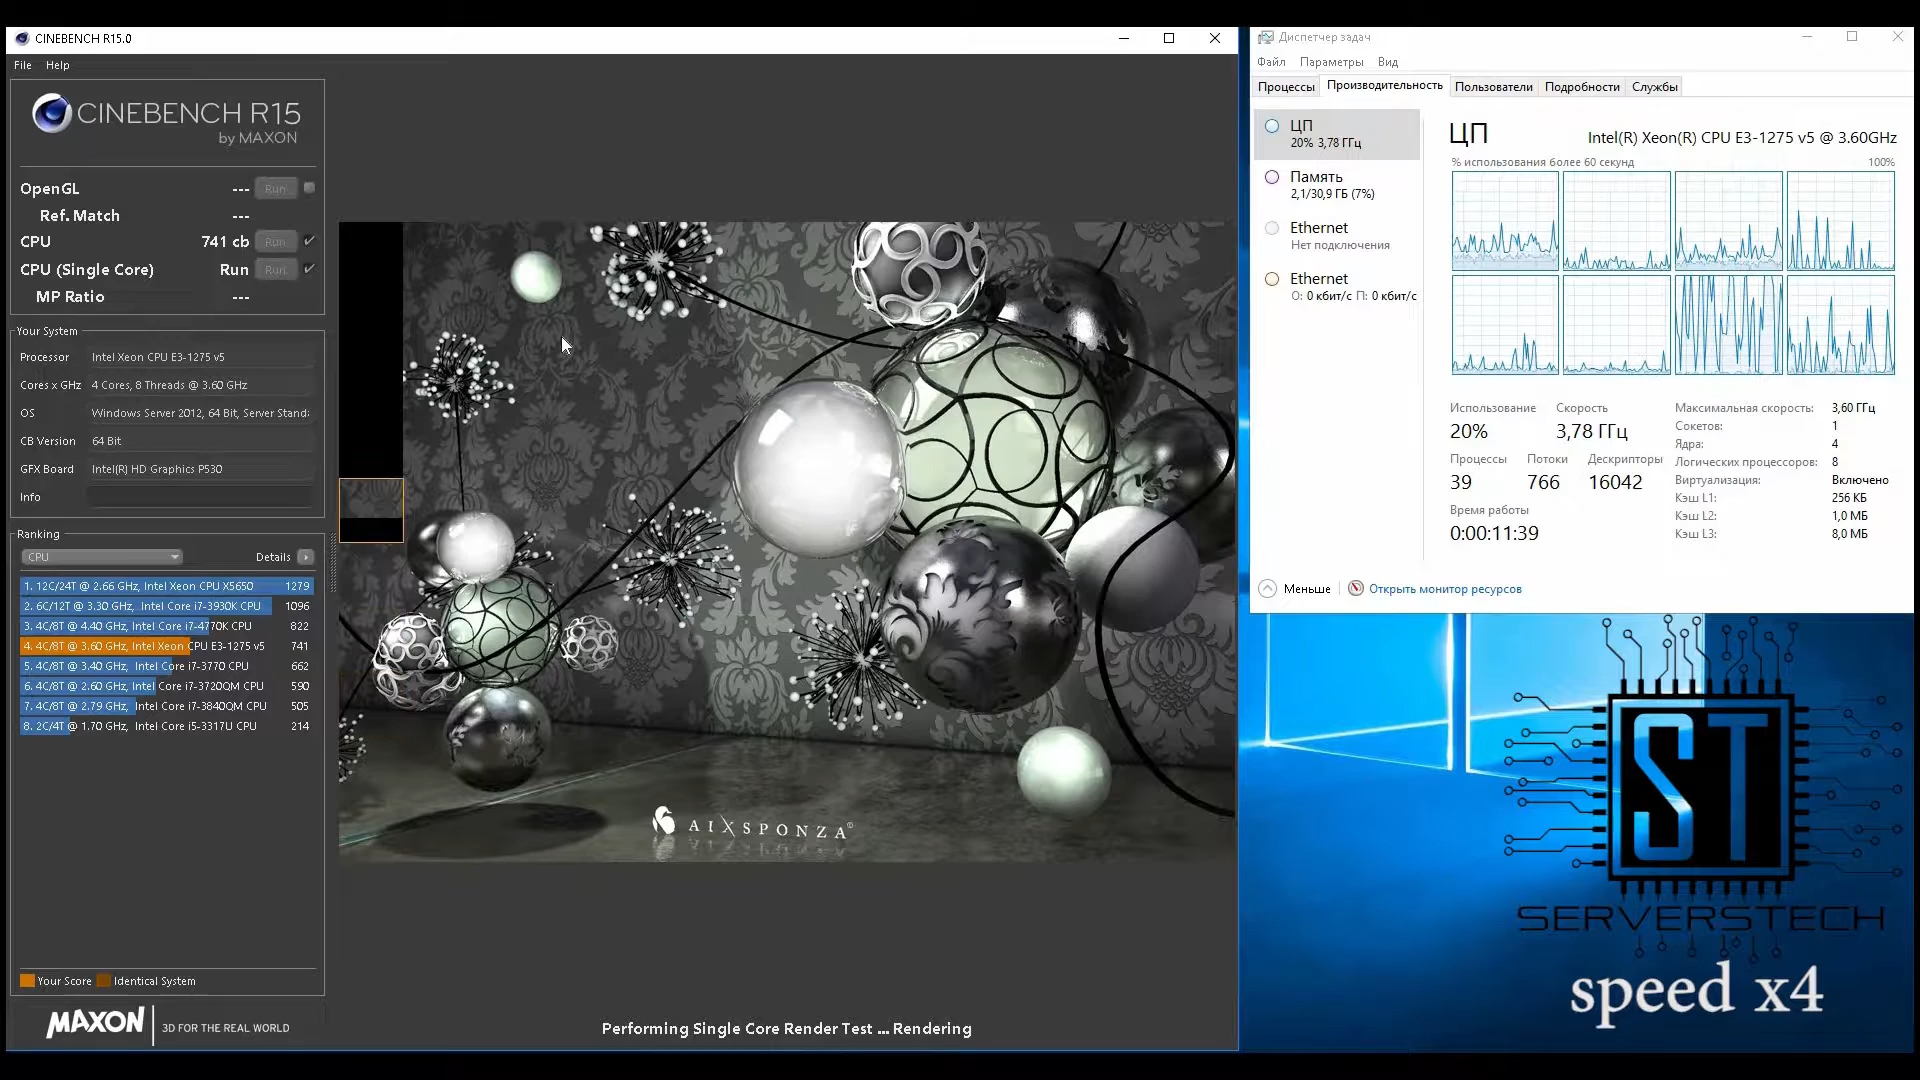 CINEBENCH R15.0
File Help
CINEBENCH R15
by MAXON
OpenGL --- Run
Ref. Match ---
CPU 741 cb Run
CPU (Single Core) Run Run
MP Ratio ---
Your System
Processor Intel Xeon CPU E3-1275 v5
Cores x GHz 4 Cores, 8 Threads @ 3.60 GHz
OS Windows Server 2012, 64 Bit, Server Standa
CB Version 64 Bit
GFX Board Intel(R) HD Graphics P530
Info
Ranking
CPU Details
1. 12C/24T @ 2.66 GHz, Intel Xeon CPU X5650 1279
2. 6C/12T @ 3.30 GHz, Intel Core i7-3930K CPU 1096
3. 4C/8T @ 4.40 GHz, Intel Core i7-4770K CPU 822
4. 4C/8T @ 3.60 GHz, Intel Xeon CPU E3-1275 v5 741
5. 4C/8T @ 3.40 GHz, Intel Core i7-3770 CPU 662
6. 4C/8T @ 2.60 GHz, Intel Core i7-3720QM CPU 590
7. 4C/8T @ 2.79 GHz, Intel Core i7-3840QM CPU 505
8. 2C/4T @ 1.70 GHz, Intel Core i5-3317U CPU 214
Your Score Identical System
MAXON 3D FOR THE REAL WORLD
AIXSPONZA®
Performing Single Core Render Test ... Rendering
Диспетчер задач
Файл Параметры Вид
Процессы Производительность Пользователи Подробности Службы
ЦП
20% 3,78 ГГц
Память
2,1/30,9 ГБ (7%)
Ethernet
Нет подключения
Ethernet
О: 0 кбит/с П: 0 кбит/с
ЦП Intel(R) Xeon(R) CPU E3-1275 v5 @ 3.60GHz
% использования более 60 секунд 100%
Использование Скорость
20% 3,78 ГГц
Процессы Потоки Дескрипторы
39 766 16042
Время работы
0:00:11:39
Максимальная скорость: 3,60 ГГц
Сокетов: 1
Ядра: 4
Логических процессоров: 8
Виртуализация: Включено
Кэш L1: 256 КБ
Кэш L2: 1,0 МБ
Кэш L3: 8,0 МБ
Меньше Открыть монитор ресурсов
ST
SERVERSTECH
speed x4